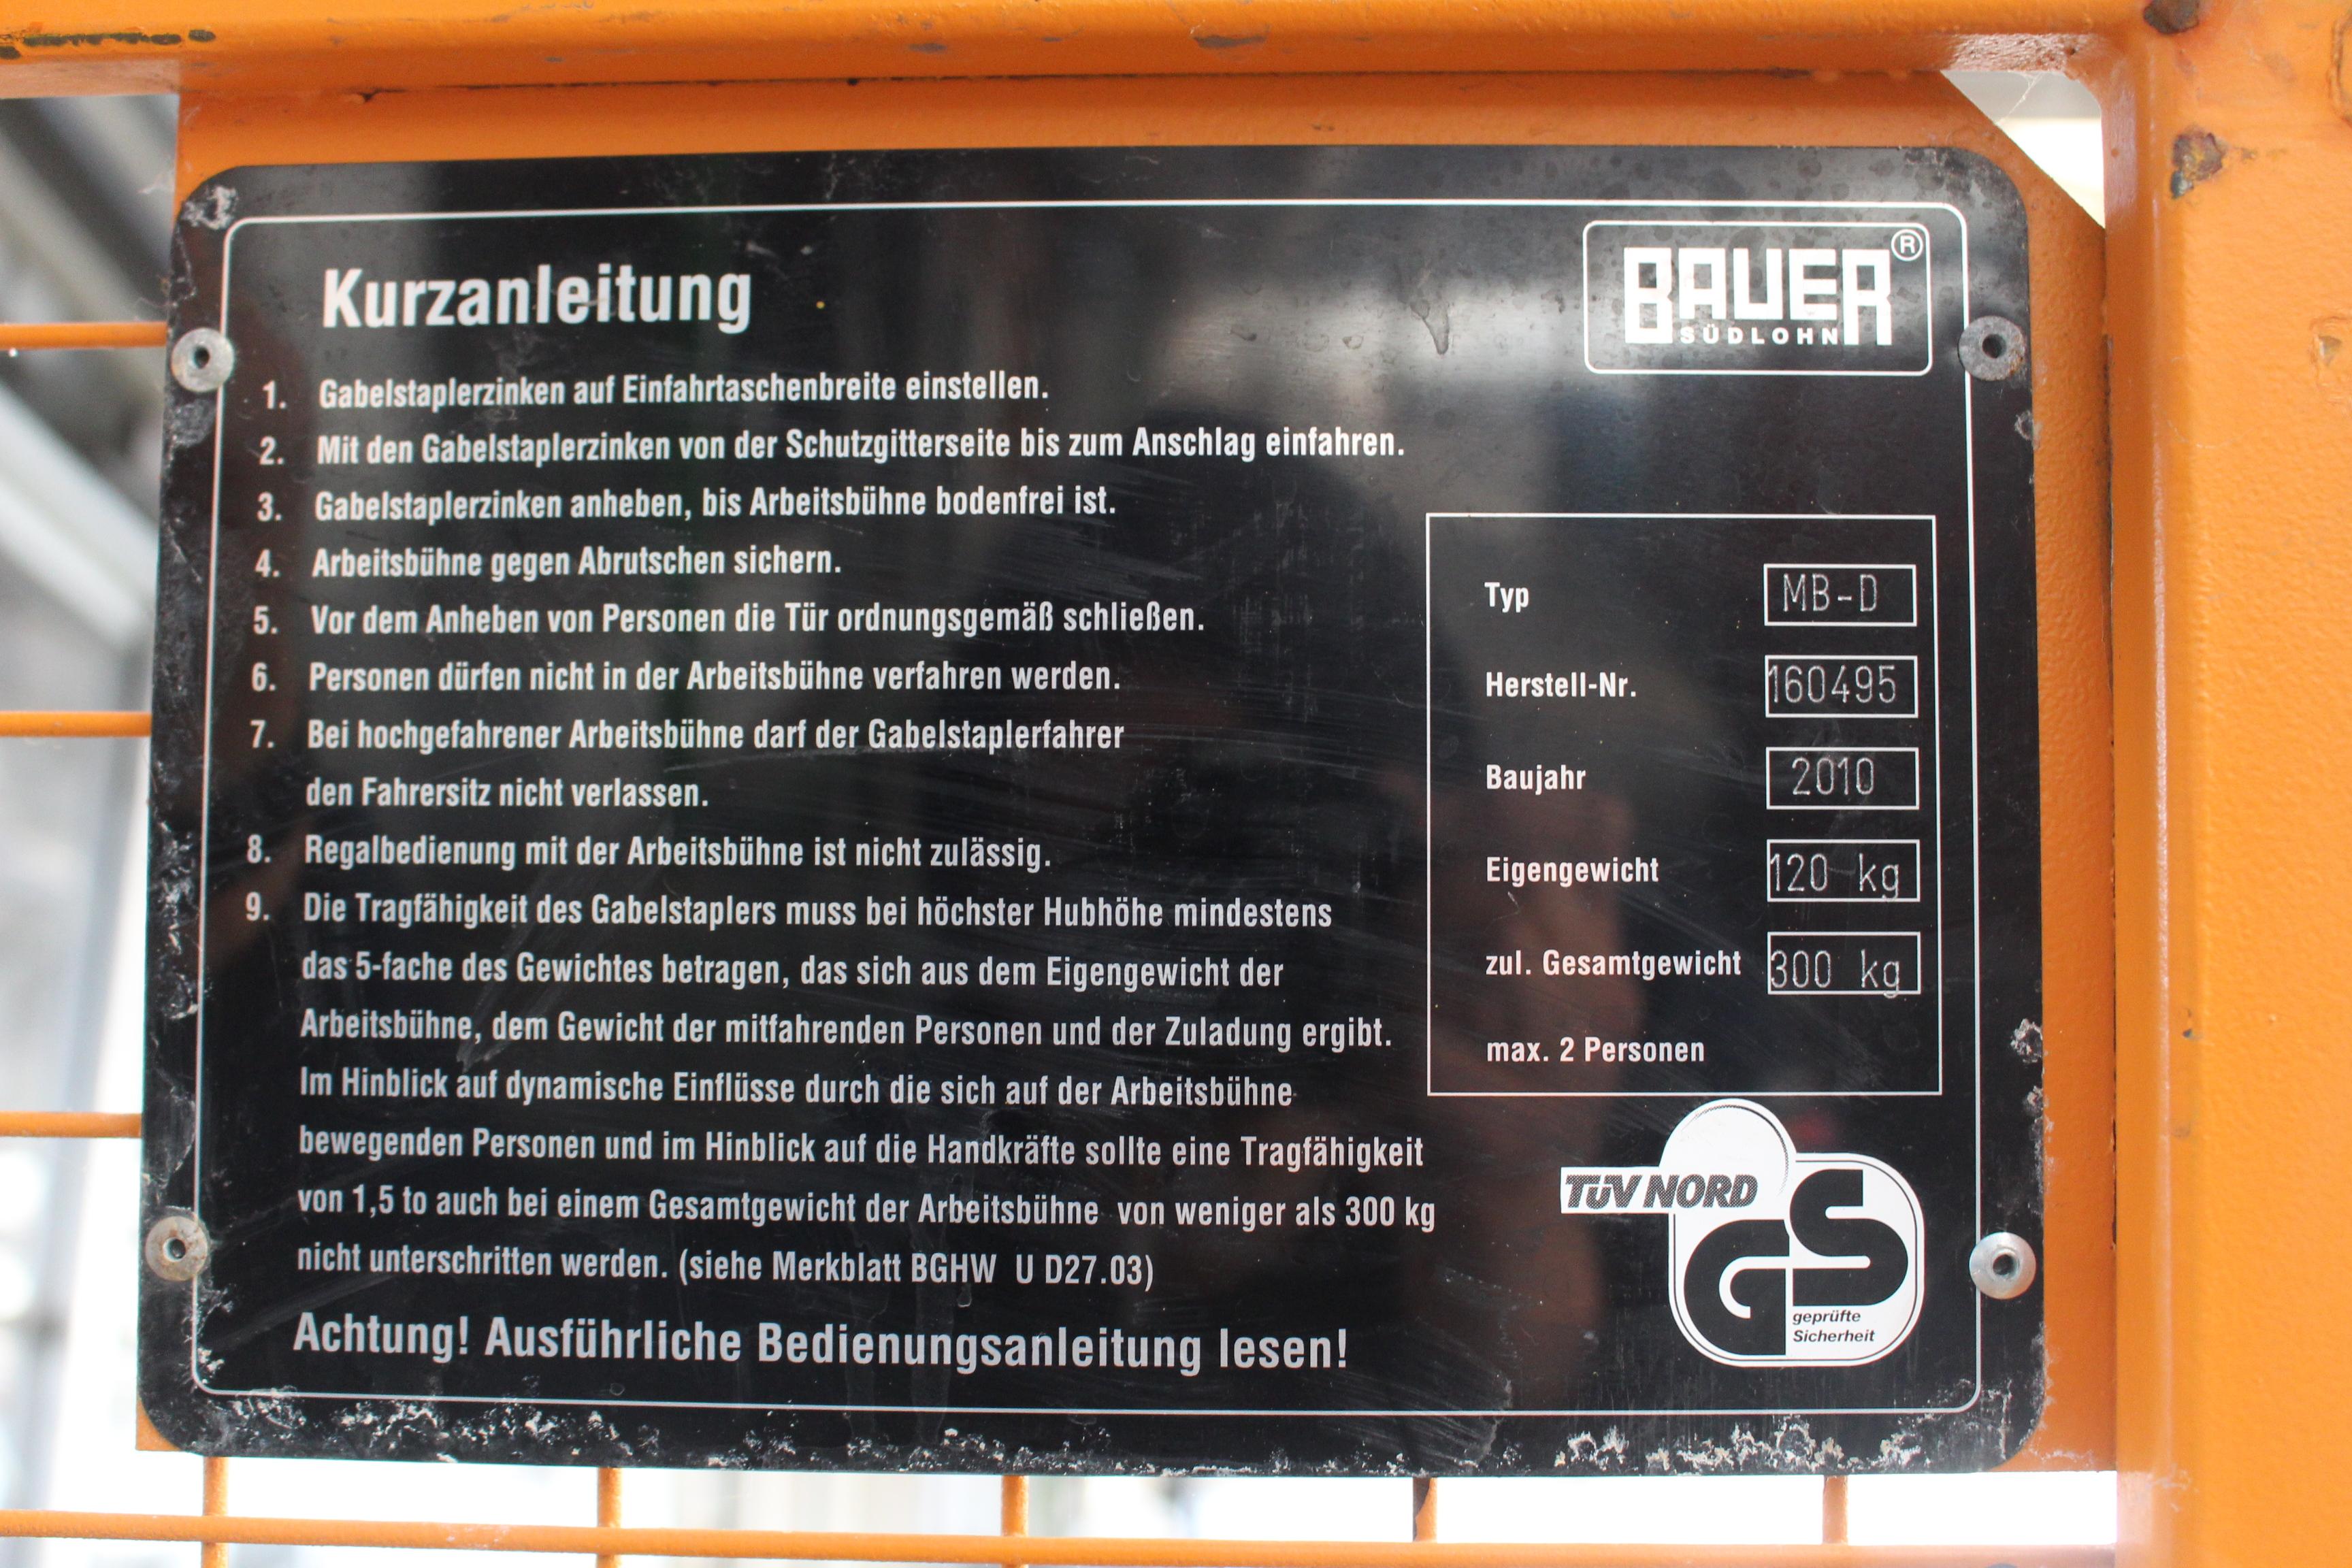 Kurzanleitung
BAUER®
SÜDLOHN
1. Gabelstaplerzinken auf Einfahrtaschenbreite einstellen.
2. Mit den Gabelstaplerzinken von der Schutzgitterseite bis zum Anschlag einfahren.
3. Gabelstaplerzinken anheben, bis Arbeitsbühne bodenfrei ist.
4. Arbeitsbühne gegen Abrutschen sichern.
5. Vor dem Anheben von Personen die Tür ordnungsgemäß schließen.
6. Personen dürfen nicht in der Arbeitsbühne verfahren werden.
7. Bei hochgefahrener Arbeitsbühne darf der Gabelstaplerfahrer
den Fahrersitz nicht verlassen.
8. Regalbedienung mit der Arbeitsbühne ist nicht zulässig.
9. Die Tragfähigkeit des Gabelstaplers muss bei höchster Hubhöhe mindestens
das 5-fache des Gewichtes betragen, das sich aus dem Eigengewicht der
Arbeitsbühne, dem Gewicht der mitfahrenden Personen und der Zuladung ergibt.
Im Hinblick auf dynamische Einflüsse durch die sich auf der Arbeitsbühne
bewegenden Personen und im Hinblick auf die Handkräfte sollte eine Tragfähigkeit
von 1,5 to auch bei einem Gesamtgewicht der Arbeitsbühne von weniger als 300 kg
nicht unterschritten werden. (siehe Merkblatt BGHW U D27.03)
Achtung! Ausführliche Bedienungsanleitung lesen!
Typ MB-D
Herstell-Nr. 160495
Baujahr 2010
Eigengewicht 120 kg
zul. Gesamtgewicht 300 kg
max. 2 Personen
TÜV NORD
GS
geprüfte
Sicherheit